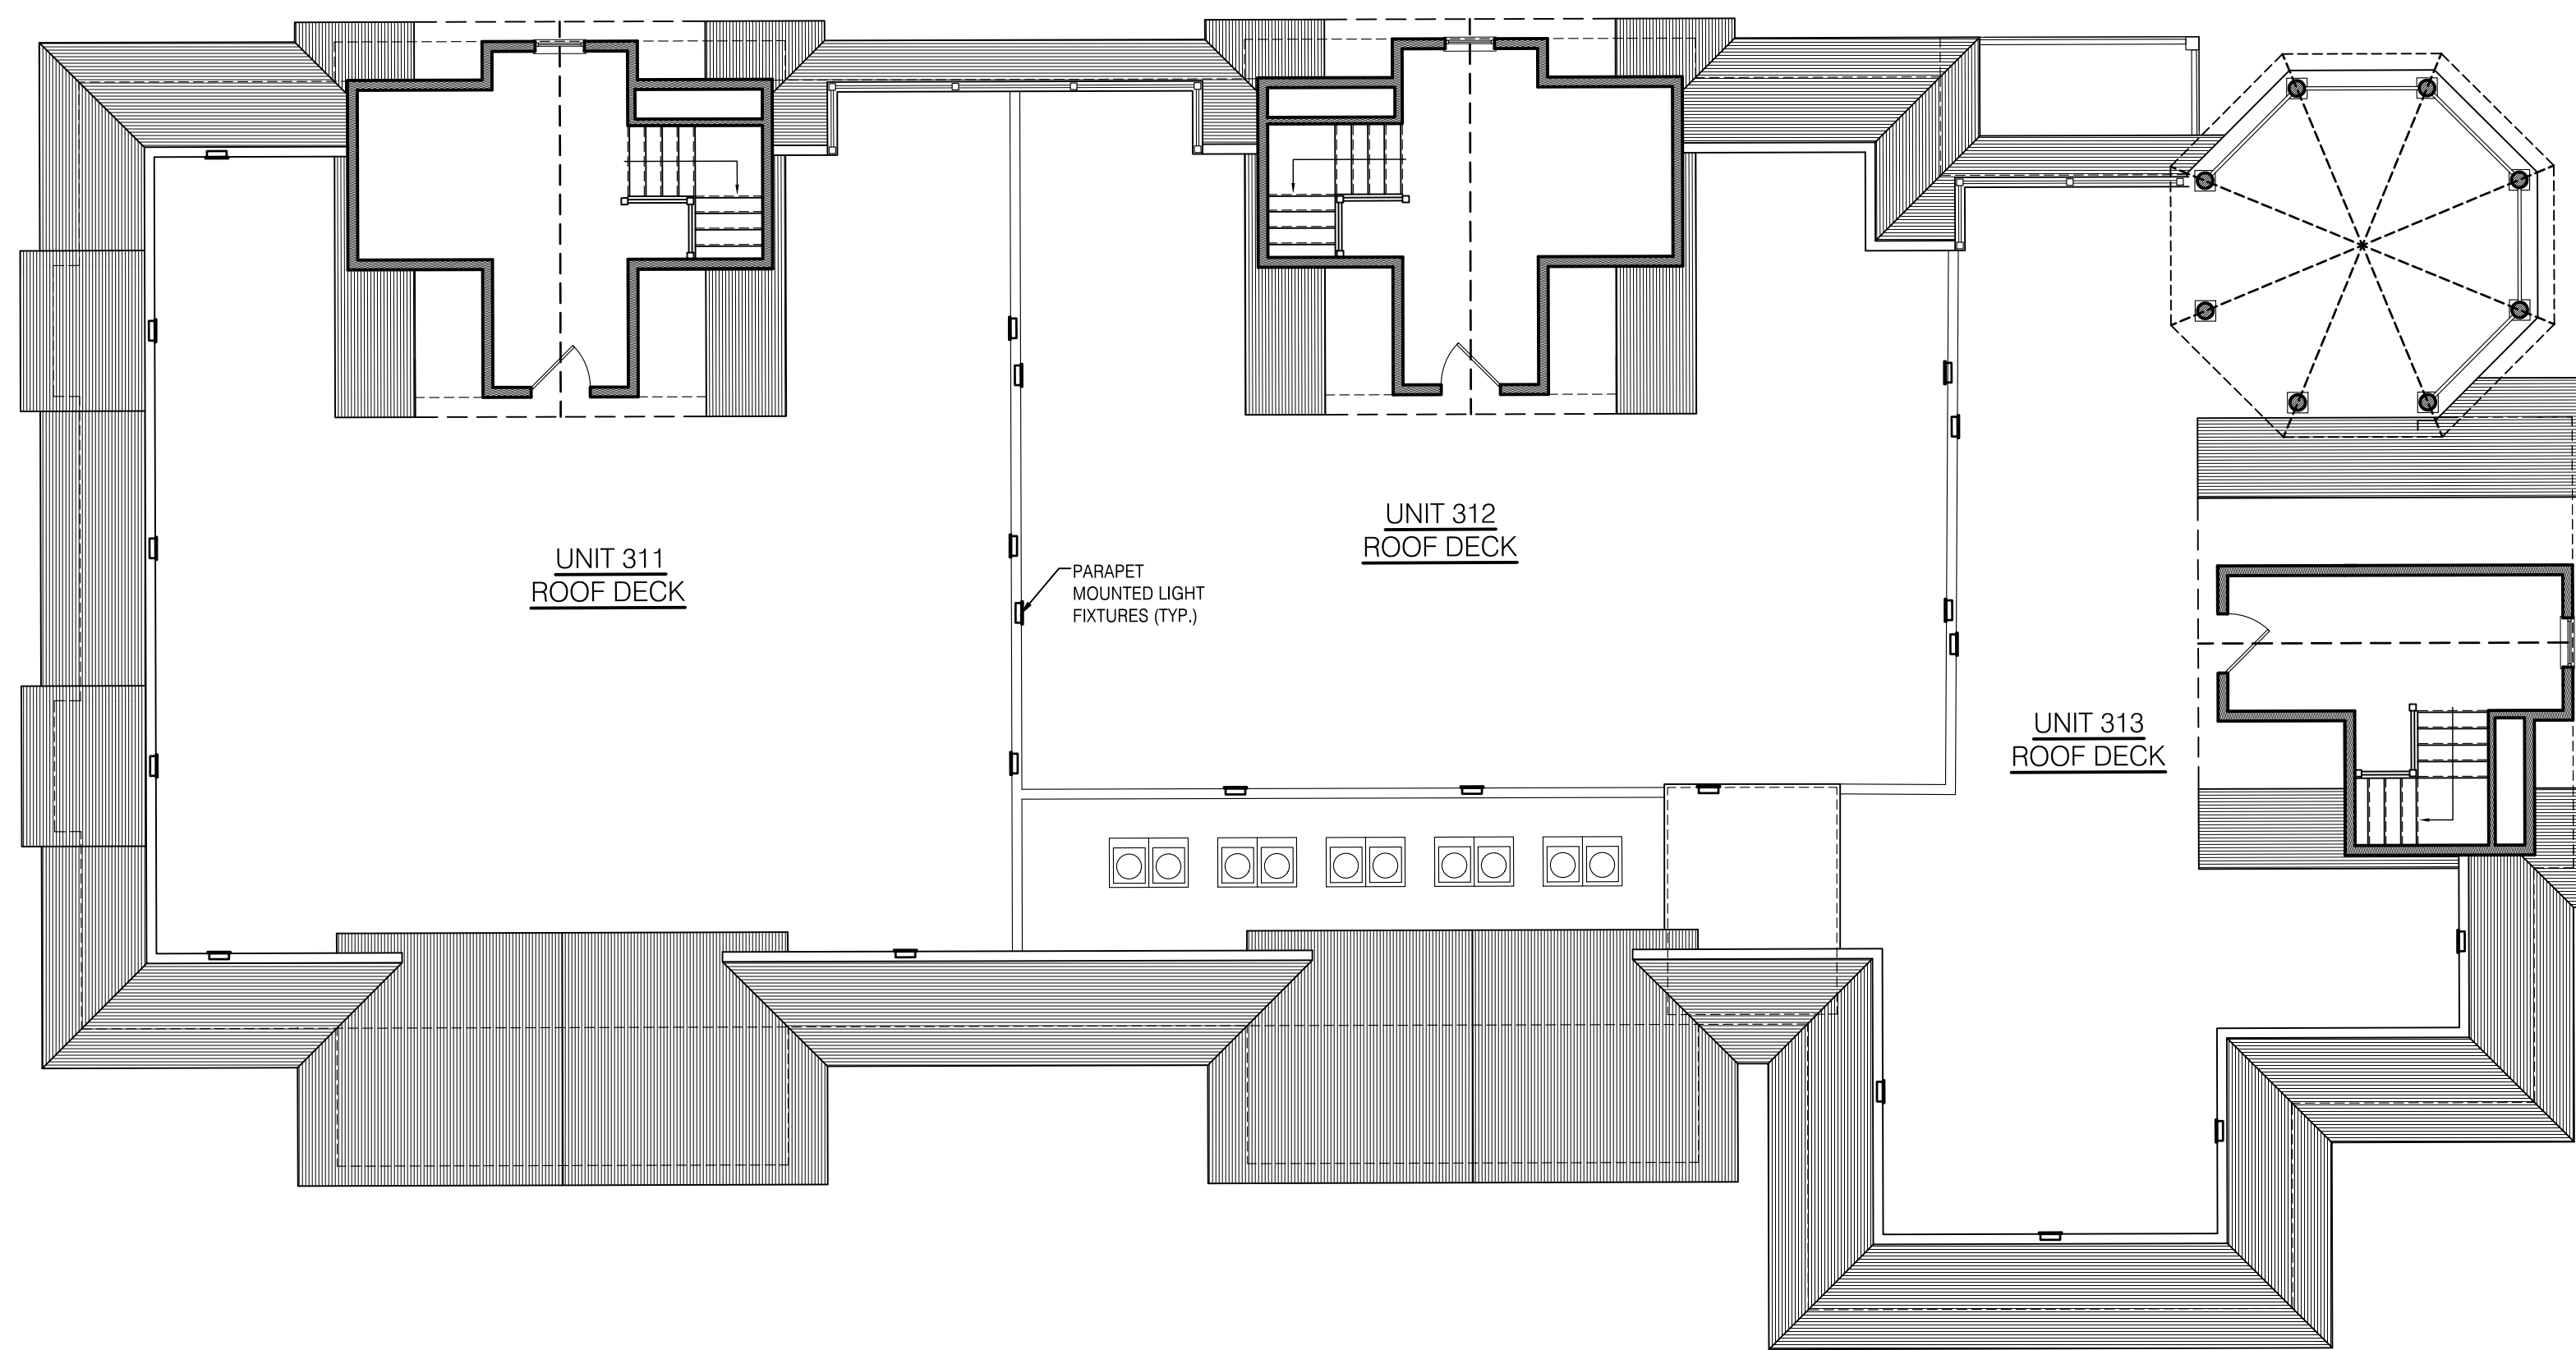 UNIT 311
ROOF DECK
UNIT 312
ROOF DECK
PARAPET
MOUNTED LIGHT
FIXTURES (TYP.)
UNIT 313
ROOF DECK